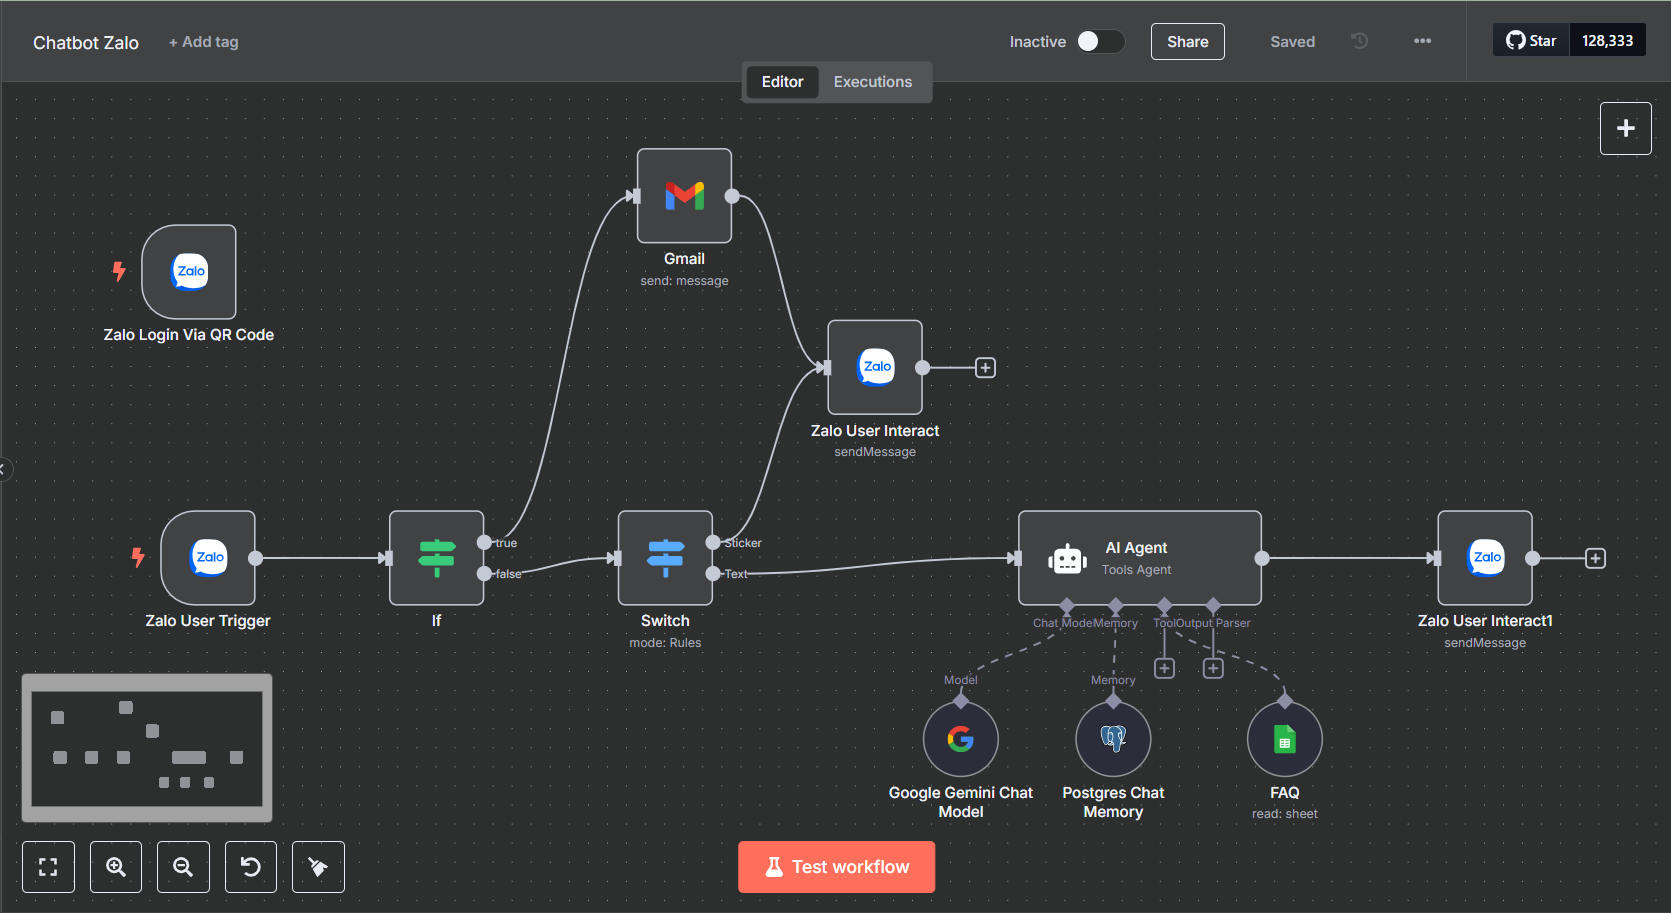 Chatbot Zalo
+ Add tag
Inactive
Share
Saved
Star
128,333
Editor
Executions
Gmail
send: message
Zalo
Zalo Login Via QR Code
Zalo
Zalo User Interact
sendMessage
Zalo
Zalo User Trigger
true
false
If
Sticker
Text
Switch
mode: Rules
AI Agent
Tools Agent
Chat Model
Memory
Tool
Output Parser
Zalo
Zalo User Interact1
sendMessage
Model
Memory
Google Gemini Chat
Model
Postgres Chat
Memory
FAQ
read: sheet
Test workflow